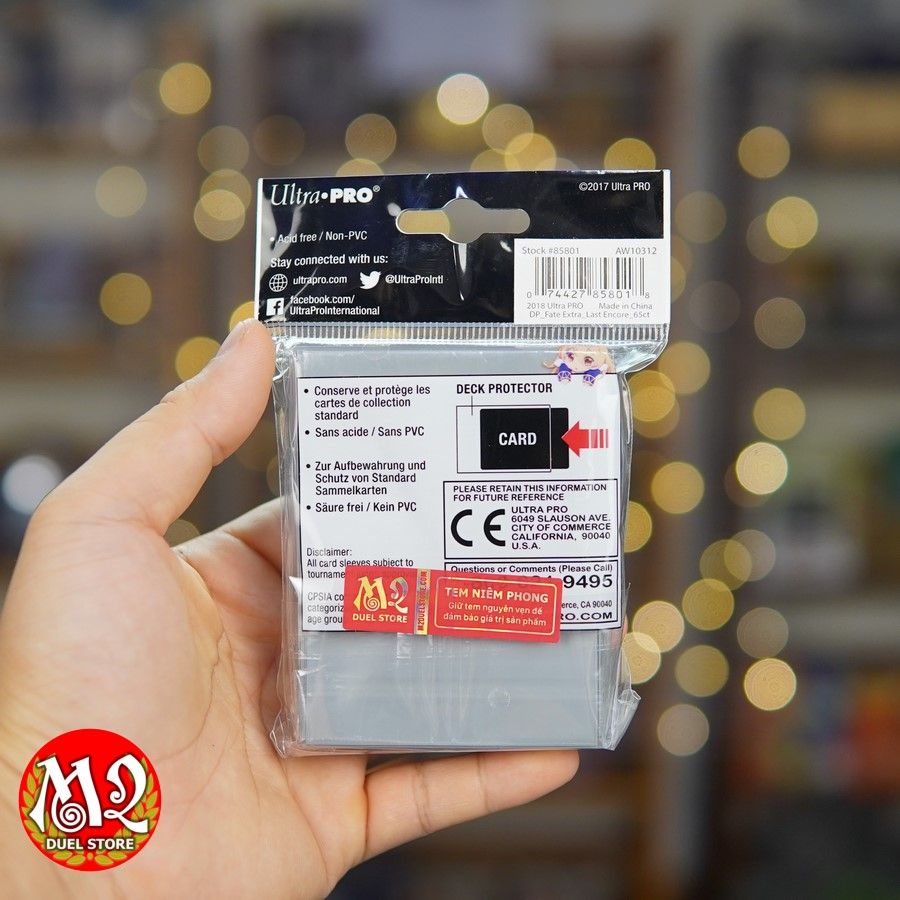 Ultra•PRO®
©2017 Ultra PRO
• Acid free / Non-PVC
Stay connected with us:
ultrapro.com @UltraProIntl
facebook.com/
UltraProInternational
Stock #85801 AW10312
0 74427 85801 8
2018 Ultra PRO Made in China
DP_Fate Extra_Last Encore_65ct
• Conserve et protège les
cartes de collection
standard
• Sans acide / Sans PVC
• Zur Aufbewahrung und
Schutz von Standard
Sammelkarten
• Säure frei / Kein PVC
Disclaimer:
All card sleeves subject to
CPSIA
categoriz
age grou
DECK PROTECTOR
CARD
PLEASE RETAIN THIS INFORMATION
FOR FUTURE REFERENCE
CE
ULTRA PRO
6049 SLAUSON AVE.
CITY OF COMMERCE
CALIFORNIA, 90040
U.S.A.
Questions or Comments (Please Call)
9495
erce, CA 90040
RO.COM
M2
DUEL STORE
M2DUELSTORE.COM
TEM NIÊM PHONG
Giữ tem nguyên vẹn để
đảm bảo giá trị sản phẩm
M2
DUEL STORE